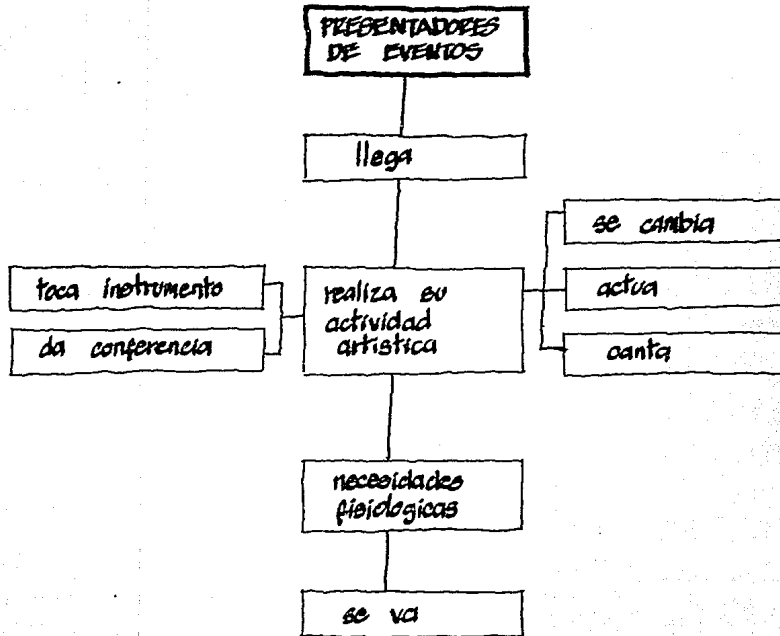 PRESENTADORES
DE EVENTOS
llega
se cambia
toca instrumento
realiza su
actividad
artistica
actua
da conferencia
canta
necesidades
fisiologicas
se va